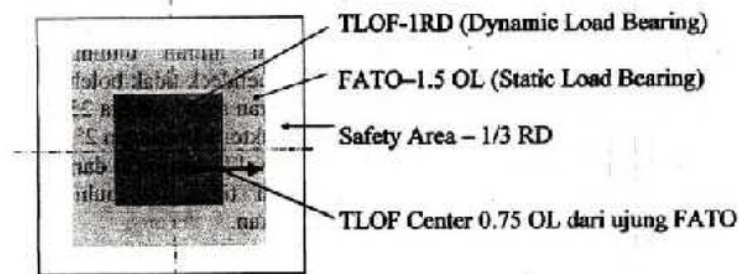 TLOF-1RD (Dynamic Load Bearing)
FATO–1.5 OL (Static Load Bearing)
Safety Area – 1/3 RD
TLOF Center 0.75 OL dari ujung FATO